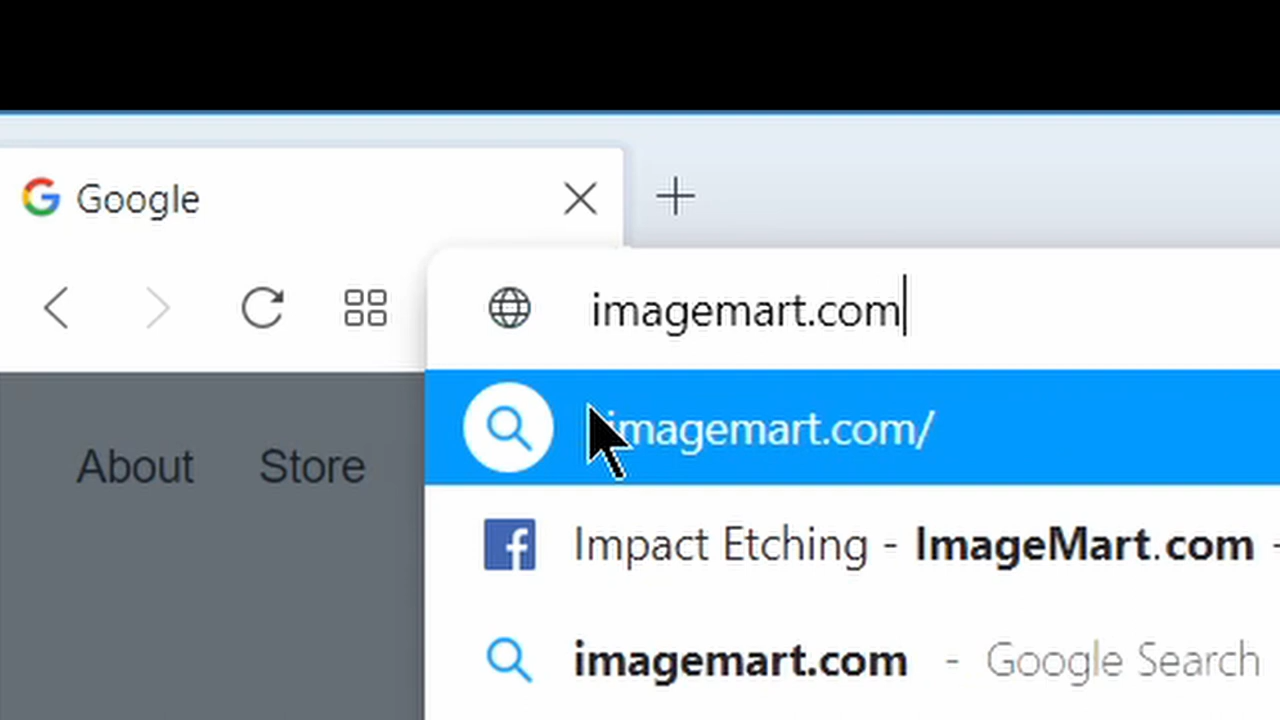 Google
imagemart.com
imagemart.com/
About Store
Impact Etching - ImageMart.com -
imagemart.com - Google Search